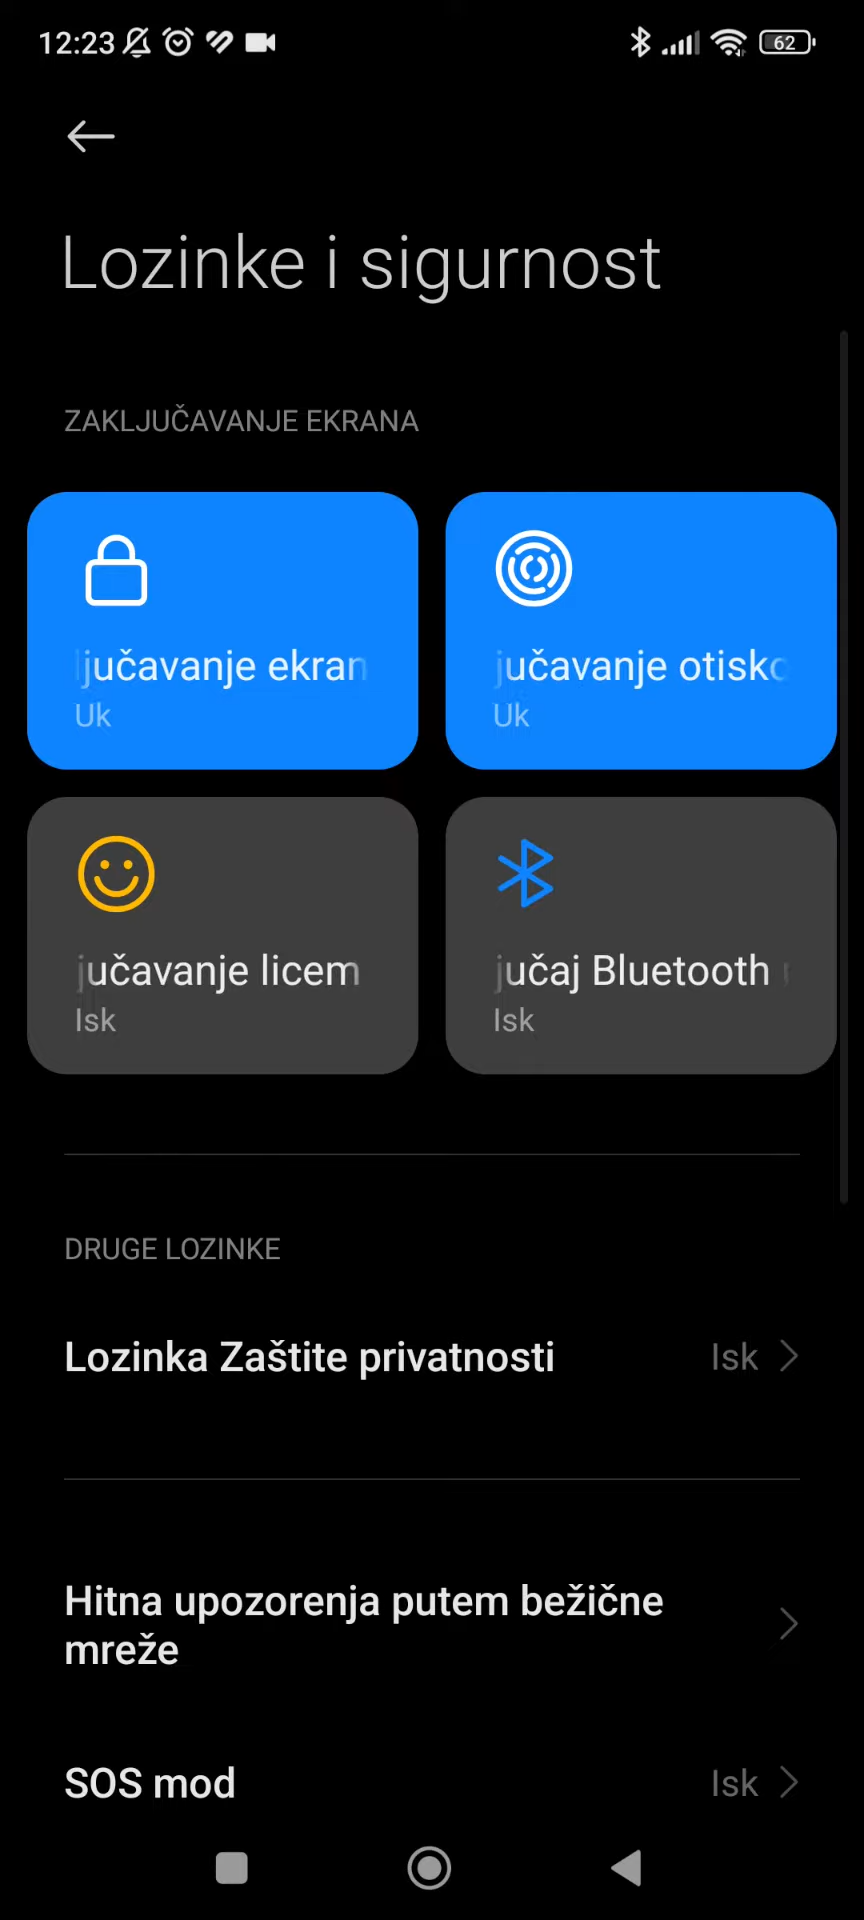 12:23
62
Lozinke i sigurnost
ZAKLJUČAVANJE EKRANA
ljučavanje ekran
Uk
jučavanje otisko
Uk
jučavanje licem
Isk
jučaj Bluetooth
Isk
DRUGE LOZINKE
Lozinka Zaštite privatnosti Isk
Hitna upozorenja putem bežične
mreže
SOS mod Isk